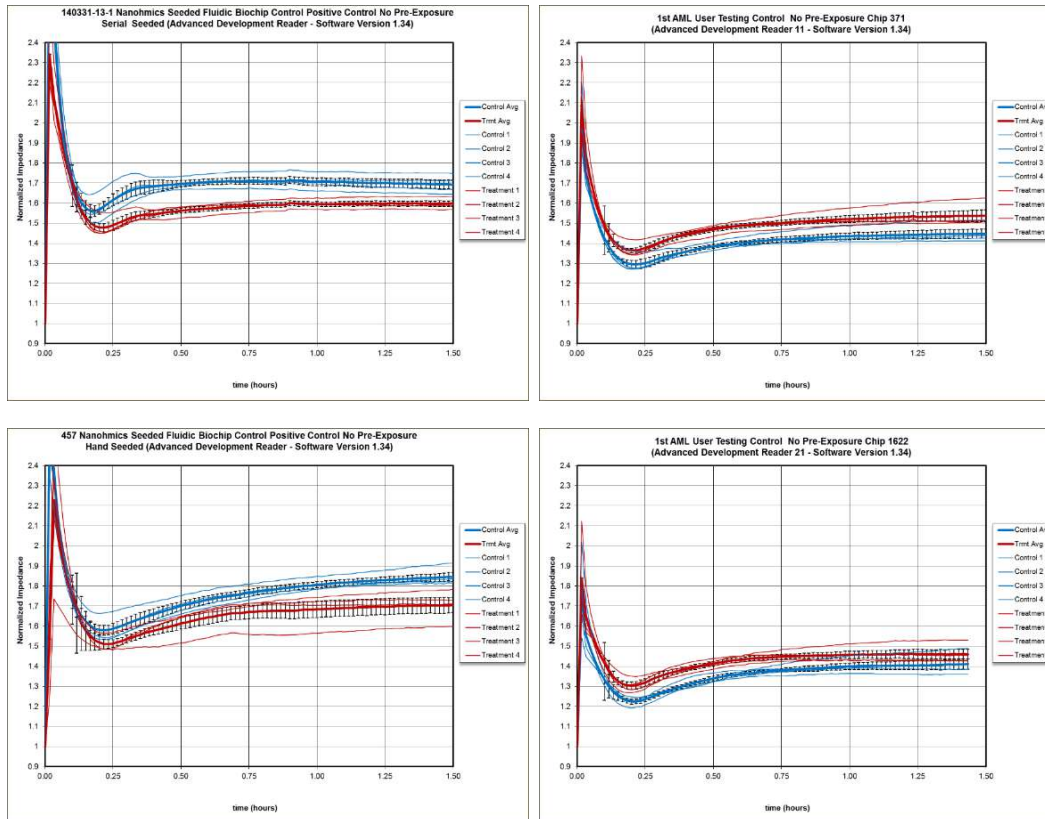 140331-13-1 Nanohmics Seeded Fluidic Biochip Control Positive Control No Pre-Exposure
Serial Seeded (Advanced Development Reader - Software Version 1.34)
Normalized Impedance
2.4
2.3
2.2
2.1
2
1.9
1.8
1.7
1.6
1.5
1.4
1.3
1.2
1.1
1
0.9
0.00 0.25 0.50 0.75 1.00 1.25 1.50
time (hours)
Control Avg
Trmt Avg
Control 1
Control 2
Control 3
Control 4
Treatment 1
Treatment 2
Treatment 3
Treatment 4
1st AML User Testing Control No Pre-Exposure Chip 371
(Advanced Development Reader 11 - Software Version 1.34)
Normalized Impedance
2.4
2.3
2.2
2.1
2
1.9
1.8
1.7
1.6
1.5
1.4
1.3
1.2
1.1
1
0.9
0.00 0.25 0.50 0.75 1.00 1.25 1.50
time (hours)
Control Av
Trmt Avg
Control 1
Control 2
Control 3
Control 4
Treatment
Treatment
Treatment
Treatment
457 Nanohmics Seeded Fluidic Biochip Control Positive Control No Pre-Exposure
Hand Seeded (Advanced Development Reader - Software Version 1.34)
Normalized Impedance
2.4
2.3
2.2
2.1
2
1.9
1.8
1.7
1.6
1.5
1.4
1.3
1.2
1.1
1
0.9
0.00 0.25 0.50 0.75 1.00 1.25 1.50
time (hours)
Control Avg
Trmt Avg
Control 1
Control 2
Control 3
Control 4
Treatment 1
Treatment 2
Treatment 3
Treatment 4
1st AML User Testing Control No Pre-Exposure Chip 1622
(Advanced Development Reader 21 - Software Version 1.34)
Normalized Impedance
2.4
2.3
2.2
2.1
2
1.9
1.8
1.7
1.6
1.5
1.4
1.3
1.2
1.1
1
0.9
0.00 0.25 0.50 0.75 1.00 1.25 1.50
time (hours)
Control Av
Trmt Avg
Control 1
Control 2
Control 3
Control 4
Treatment
Treatment
Treatment
Treatment